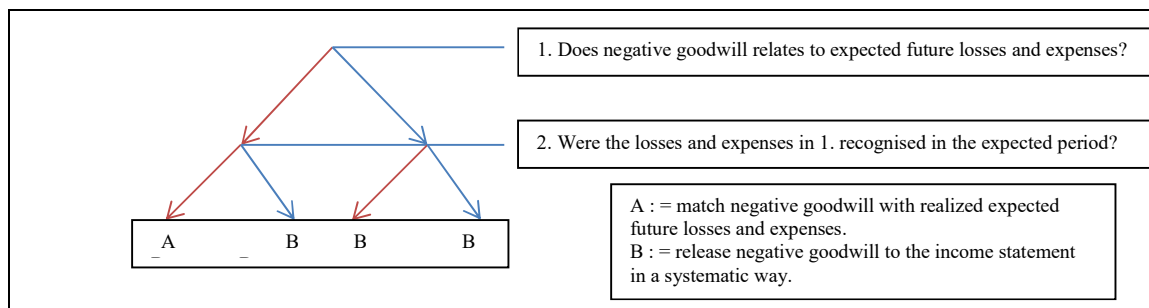 1. Does negative goodwill relates to expected future losses and expenses?
2. Were the losses and expenses in 1. recognised in the expected period?
A : = match negative goodwill with realized expected
future losses and expenses.
B : = release negative goodwill to the income statement
in a systematic way.
A B B B